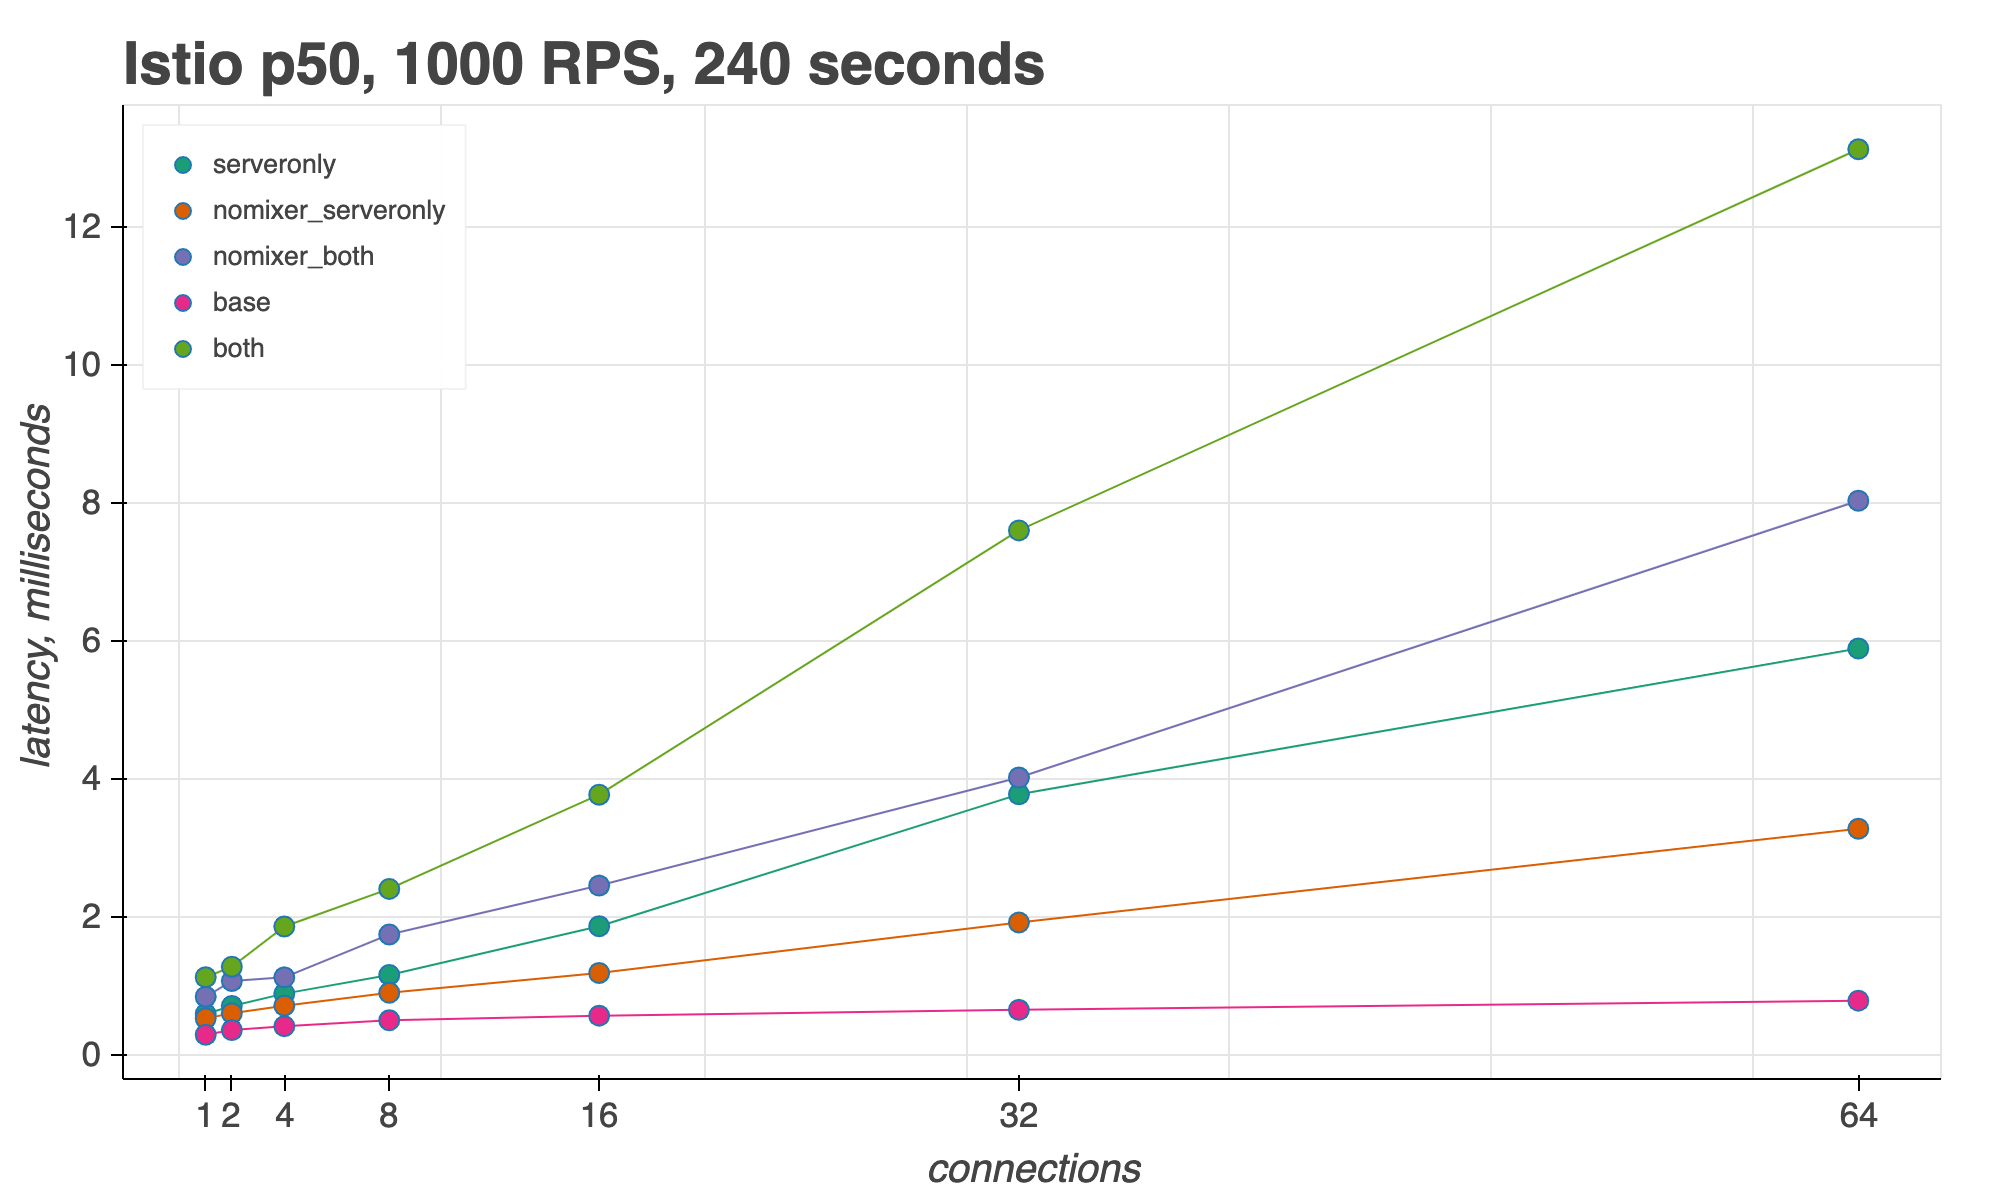 Istio p50, 1000 RPS, 240 seconds
serveronly
nomixer_serveronly
nomixer_both
base
both
12
10
8
6
4
2
0
latency, milliseconds
1 2 4 8 16 32 64
connections